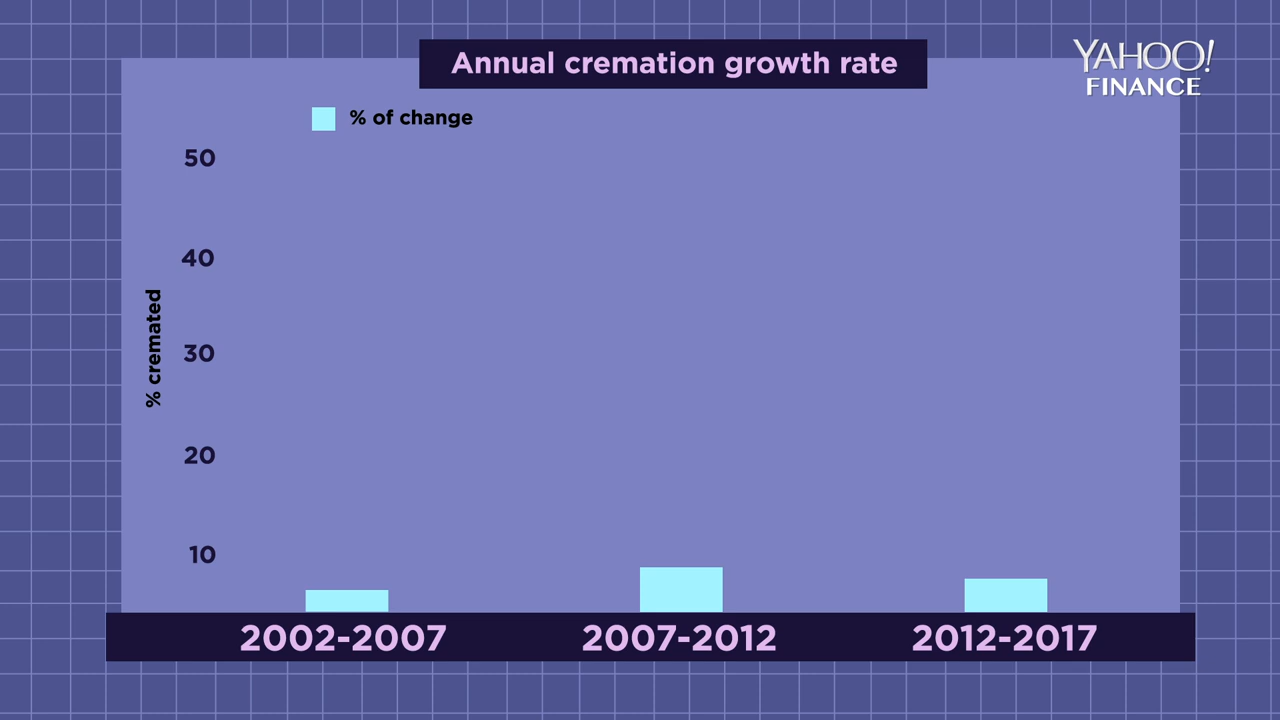 Annual cremation growth rate
YAHOO!
FINANCE
% of change
50
40
30
20
10
% cremated
2002-2007
2007-2012
2012-2017